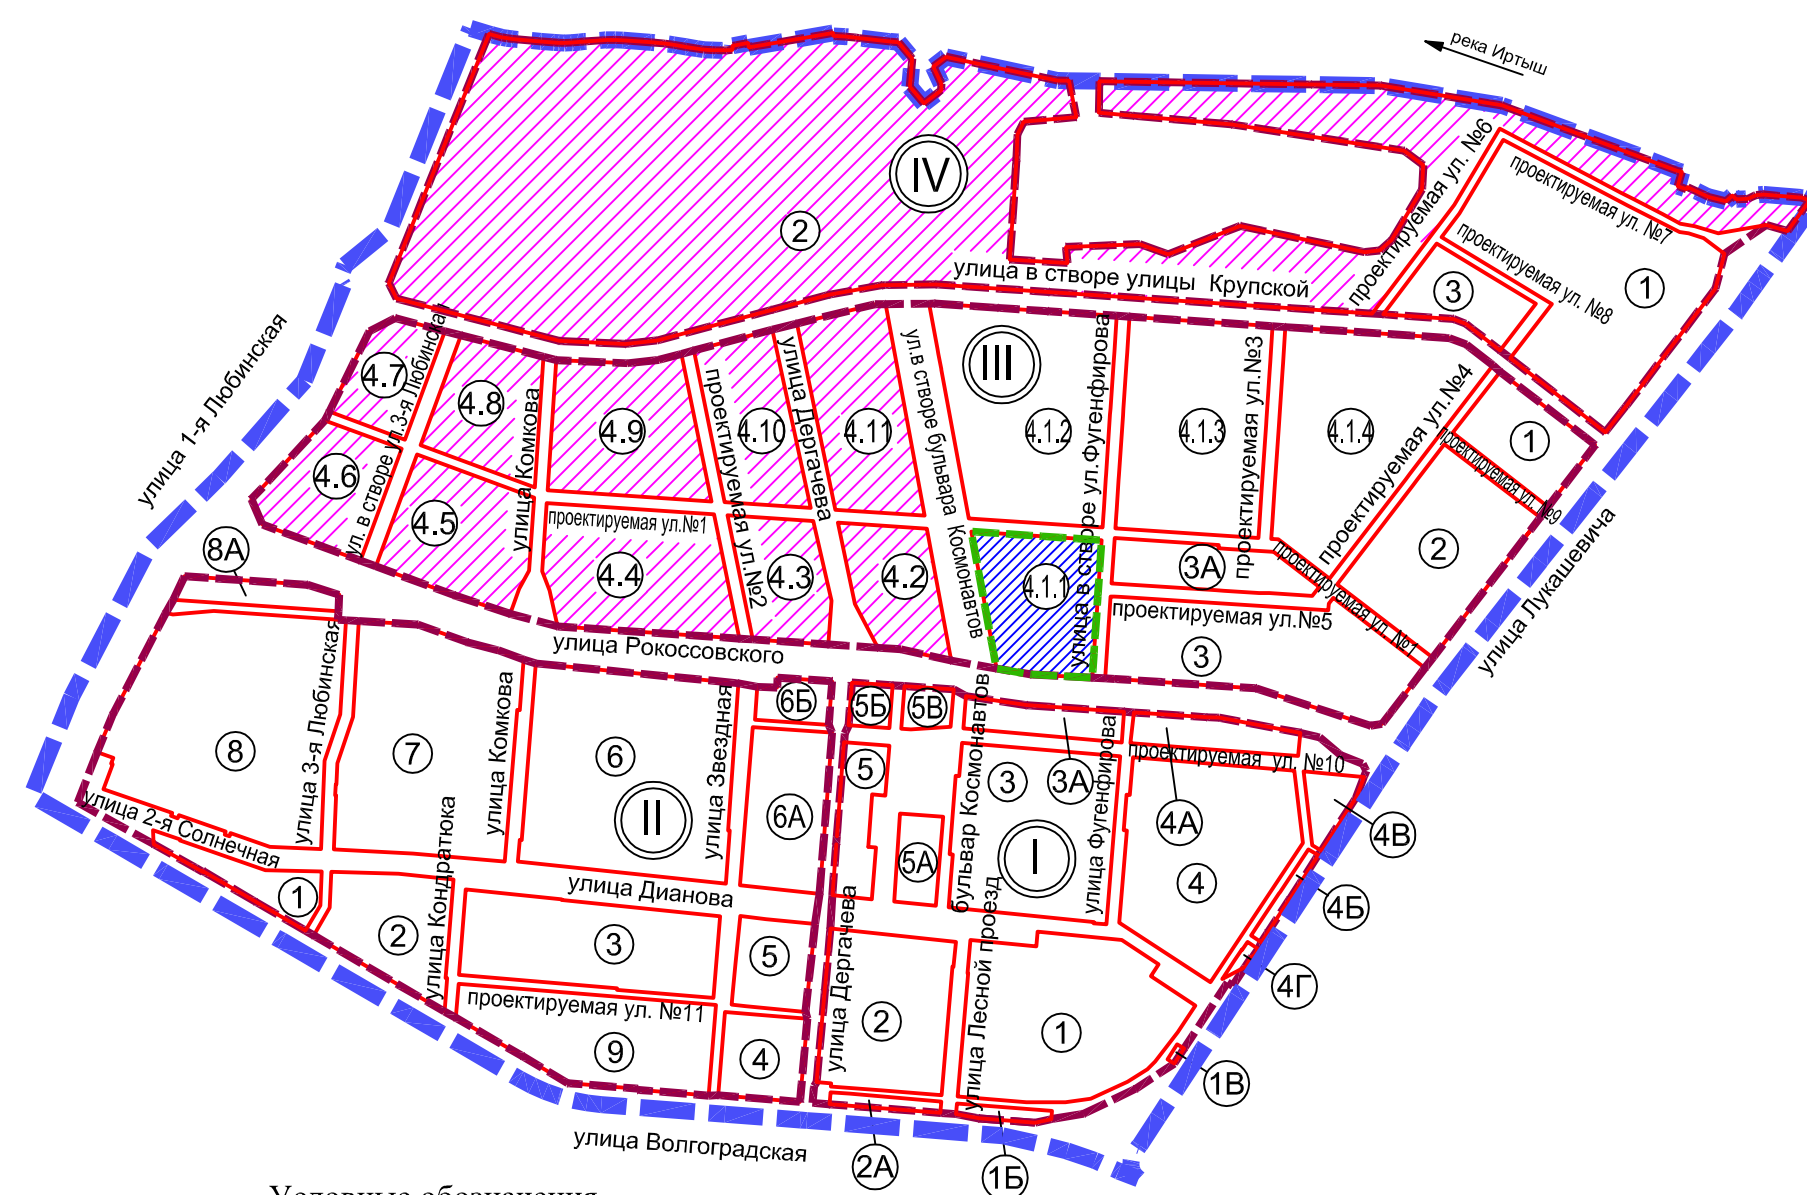 река Иртыш
проектируемая ул. №6
проектируемая ул. №7
IV
2
проектируемая ул. №8
улица в створе улицы Крупской
3
1
улица 1-я Любинская
4.7
ул. в створе ул.3-я Любинская
4.8
улица Комкова
4.9
проектируемая ул.№2
4.10
улица Дергачева
4.11
ул.в створе бульвара Космонавтов
III
4.1.2
улица в створе ул.Фугенфирова
4.1.3
проектируемая ул.№3
4.1.4
проектируемая ул.№4
1
проектируемая ул. №9
4.6
4.5
проектируемая ул.№1
4.4
4.3
4.2
4.1.1
3А
проектируемая ул. №1
2
улица Лукашевича
8А
проектируемая ул.№5
3
улица Рокоссовского
8
улица 3-я Любинская
7
улица Комкова
6
улица Звездная
6Б
5Б
5В
бульвар Космонавтов
3
3А
улица Фугенфирова
проектируемая ул. №10
4А
4В
5
6А
II
5А
I
4
4Б
4Г
улица 2-я Солнечная
1
2
улица Кондратюка
улица Дианова
3
5
улица Дергачева
2
улица Лесной проезд
1
1В
проектируемая ул. №11
9
4
улица Волгоградская
2А
1Б
Условные обозначения